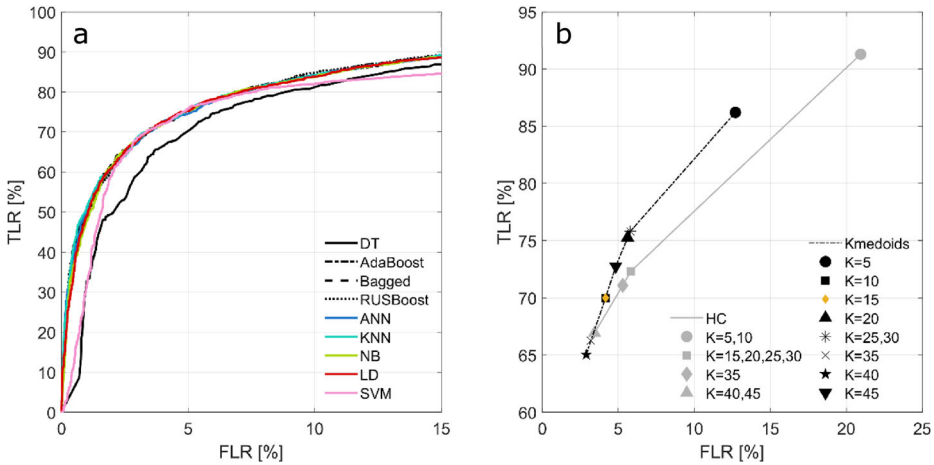 a
100
90
80
70
60
50
40
30
20
10
0
TLR [%]
0
5
10
15
FLR [%]
DT
AdaBoost
Bagged
RUSBoost
ANN
KNN
NB
LD
SVM
b
95
90
85
80
75
70
65
60
TLR [%]
0
5
10
15
20
25
FLR [%]
HC
K=5,10
K=15,20,25,30
K=35
K=40,45
Kmedoids
K=5
K=10
K=15
K=20
K=25,30
K=35
K=40
K=45